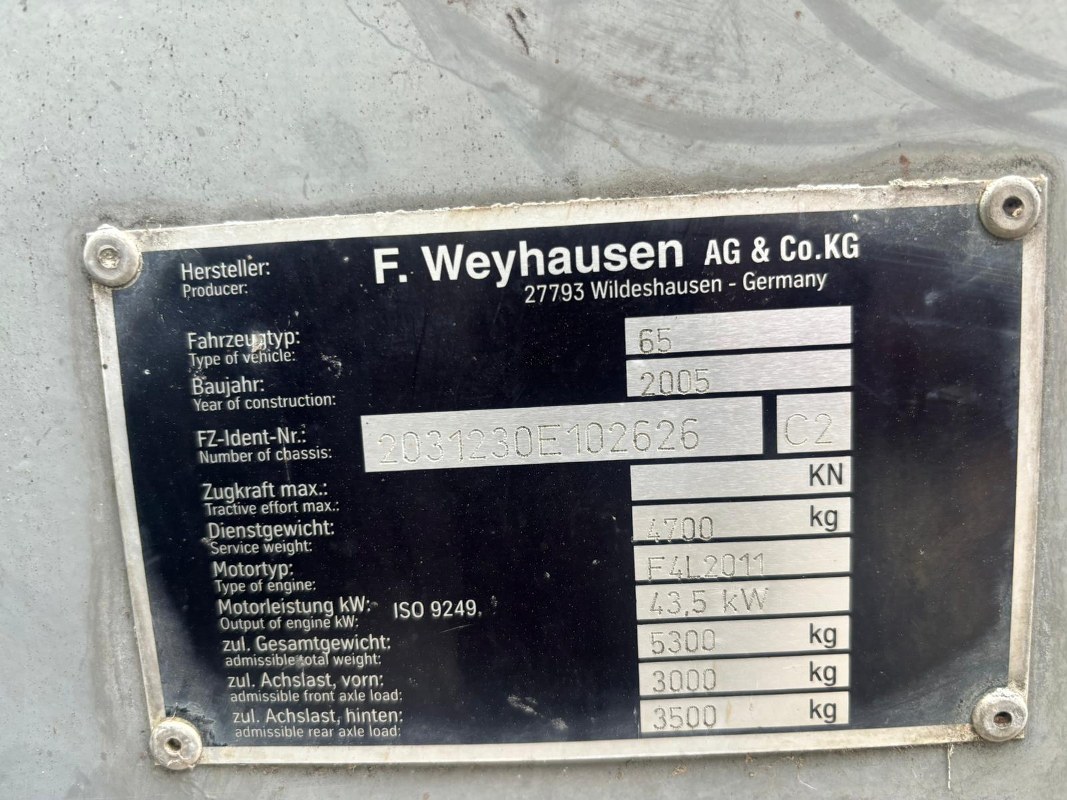 Hersteller: F. Weyhausen AG & Co.KG
Producer: 27793 Wildeshausen - Germany
Fahrzeugtyp: 65
Type of vehicle:
Baujahr: 2005
Year of construction:
FZ-Ident-Nr.: 2031230E102626 C2
Number of chassis:
Zugkraft max.: KN
Tractive effort max.:
Dienstgewicht: 4700 kg
Service weight:
Motortyp: F4L2011
Type of engine:
Motorleistung kW: ISO 9249. 43,5 kW
Output of engine kW:
zul. Gesamtgewicht: 5300 kg
admissible total weight:
zul. Achslast, vorn: 3000 kg
admissible front axle load:
zul. Achslast, hinten: 3500 kg
admissible rear axle load: